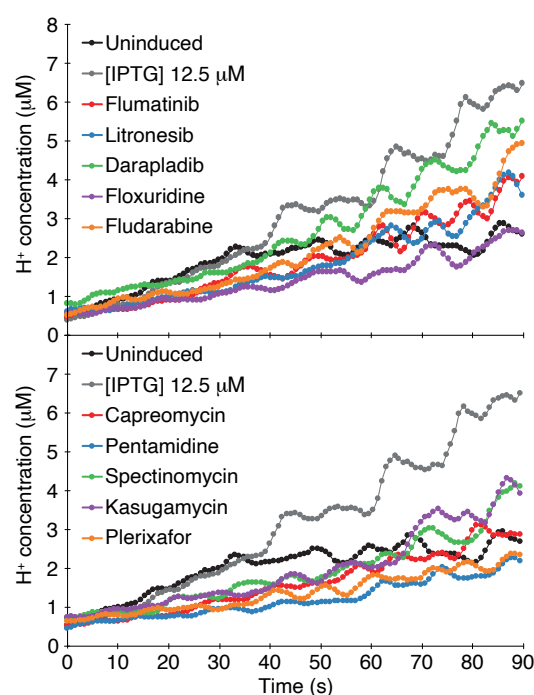 8
7
6
5
4
3
2
1
0
H⁺ concentration (μM)
Uninduced
[IPTG] 12.5 μM
Flumatinib
Litronesib
Darapladib
Floxuridine
Fludarabine
7
6
5
4
3
2
1
0
H⁺ concentration (μM)
Uninduced
[IPTG] 12.5 μM
Capreomycin
Pentamidine
Spectinomycin
Kasugamycin
Plerixafor
0 10 20 30 40 50 60 70 80 90
Time (s)